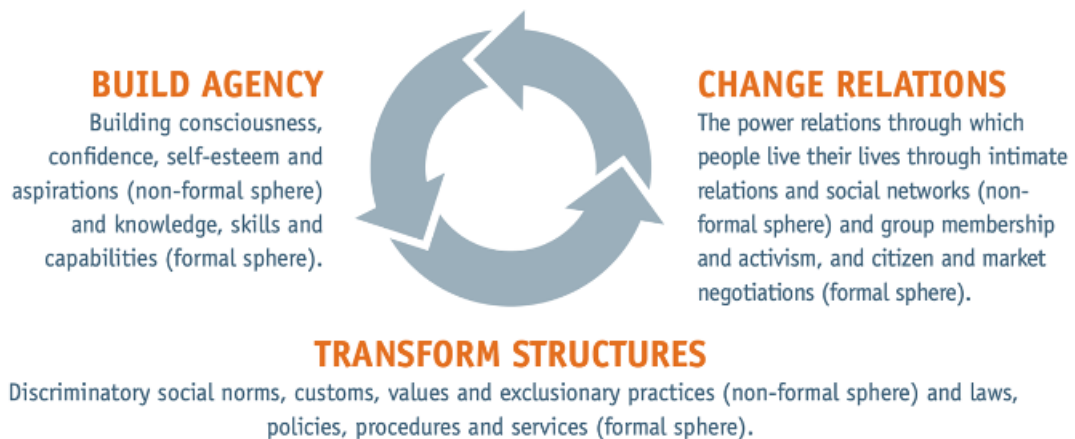 BUILD AGENCY
Building consciousness,
confidence, self-esteem and
aspirations (non-formal sphere)
and knowledge, skills and
capabilities (formal sphere).
CHANGE RELATIONS
The power relations through which
people live their lives through intimate
relations and social networks (non-
formal sphere) and group membership
and activism, and citizen and market
negotiations (formal sphere).
TRANSFORM STRUCTURES
Discriminatory social norms, customs, values and exclusionary practices (non-formal sphere) and laws,
policies, procedures and services (formal sphere).